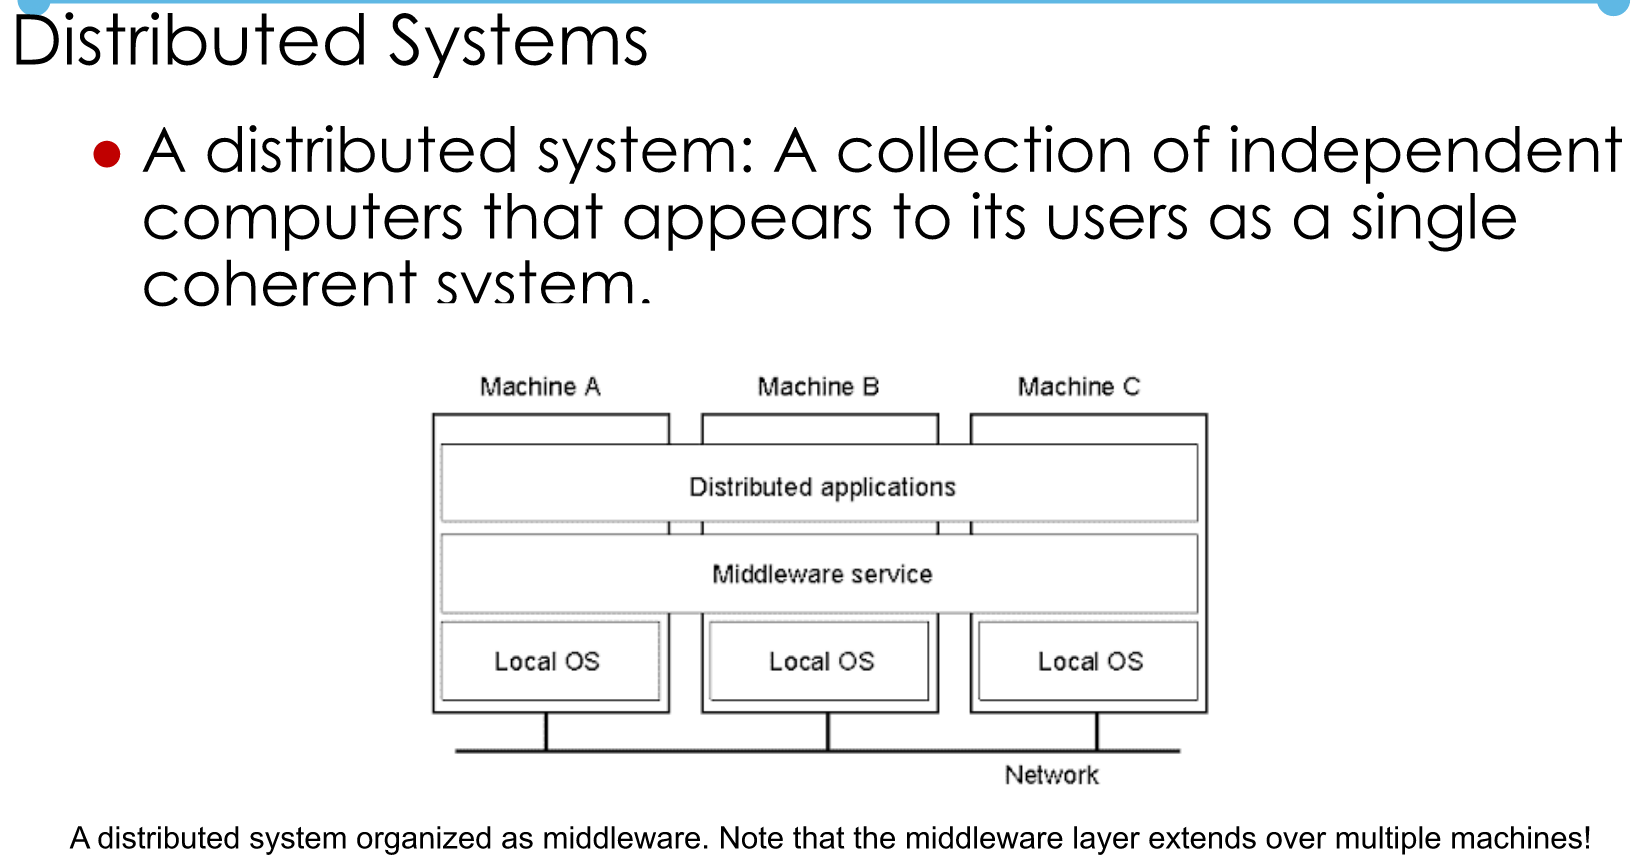 Distributed Systems
A distributed system: A collection of independent
computers that appears to its users as a single
coherent system.
Machine A Machine B Machine C
Distributed applications
Middleware service
Local OS Local OS Local OS
Network
A distributed system organized as middleware. Note that the middleware layer extends over multiple machines!